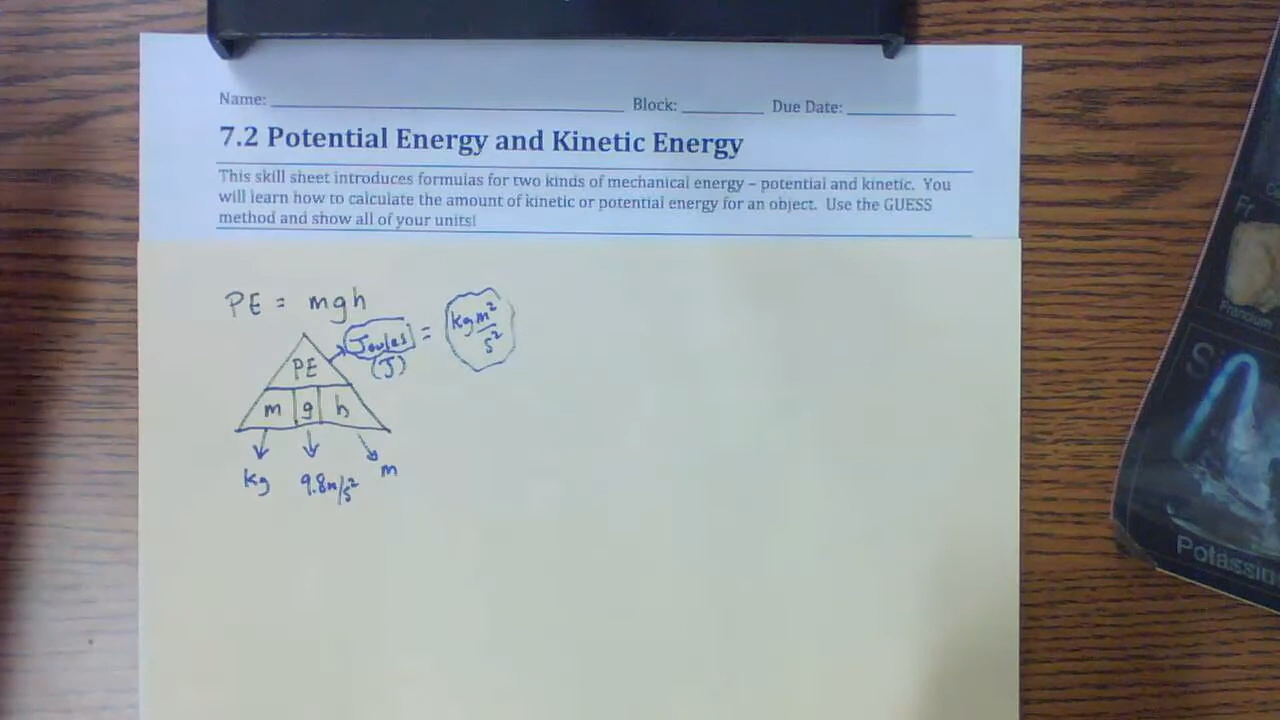 Name: Block: Due Date:
7.2 Potential Energy and Kinetic Energy
This skill sheet introduces formulas for two kinds of mechanical energy – potential and kinetic. You
will learn how to calculate the amount of kinetic or potential energy for an object. Use the GUESS
method and show all of your units!
PE = mgh
Joules = kg m²/s²
(J)
PE
m g h
kg 9.8m/s² m
Fr
Francium
Potassiu